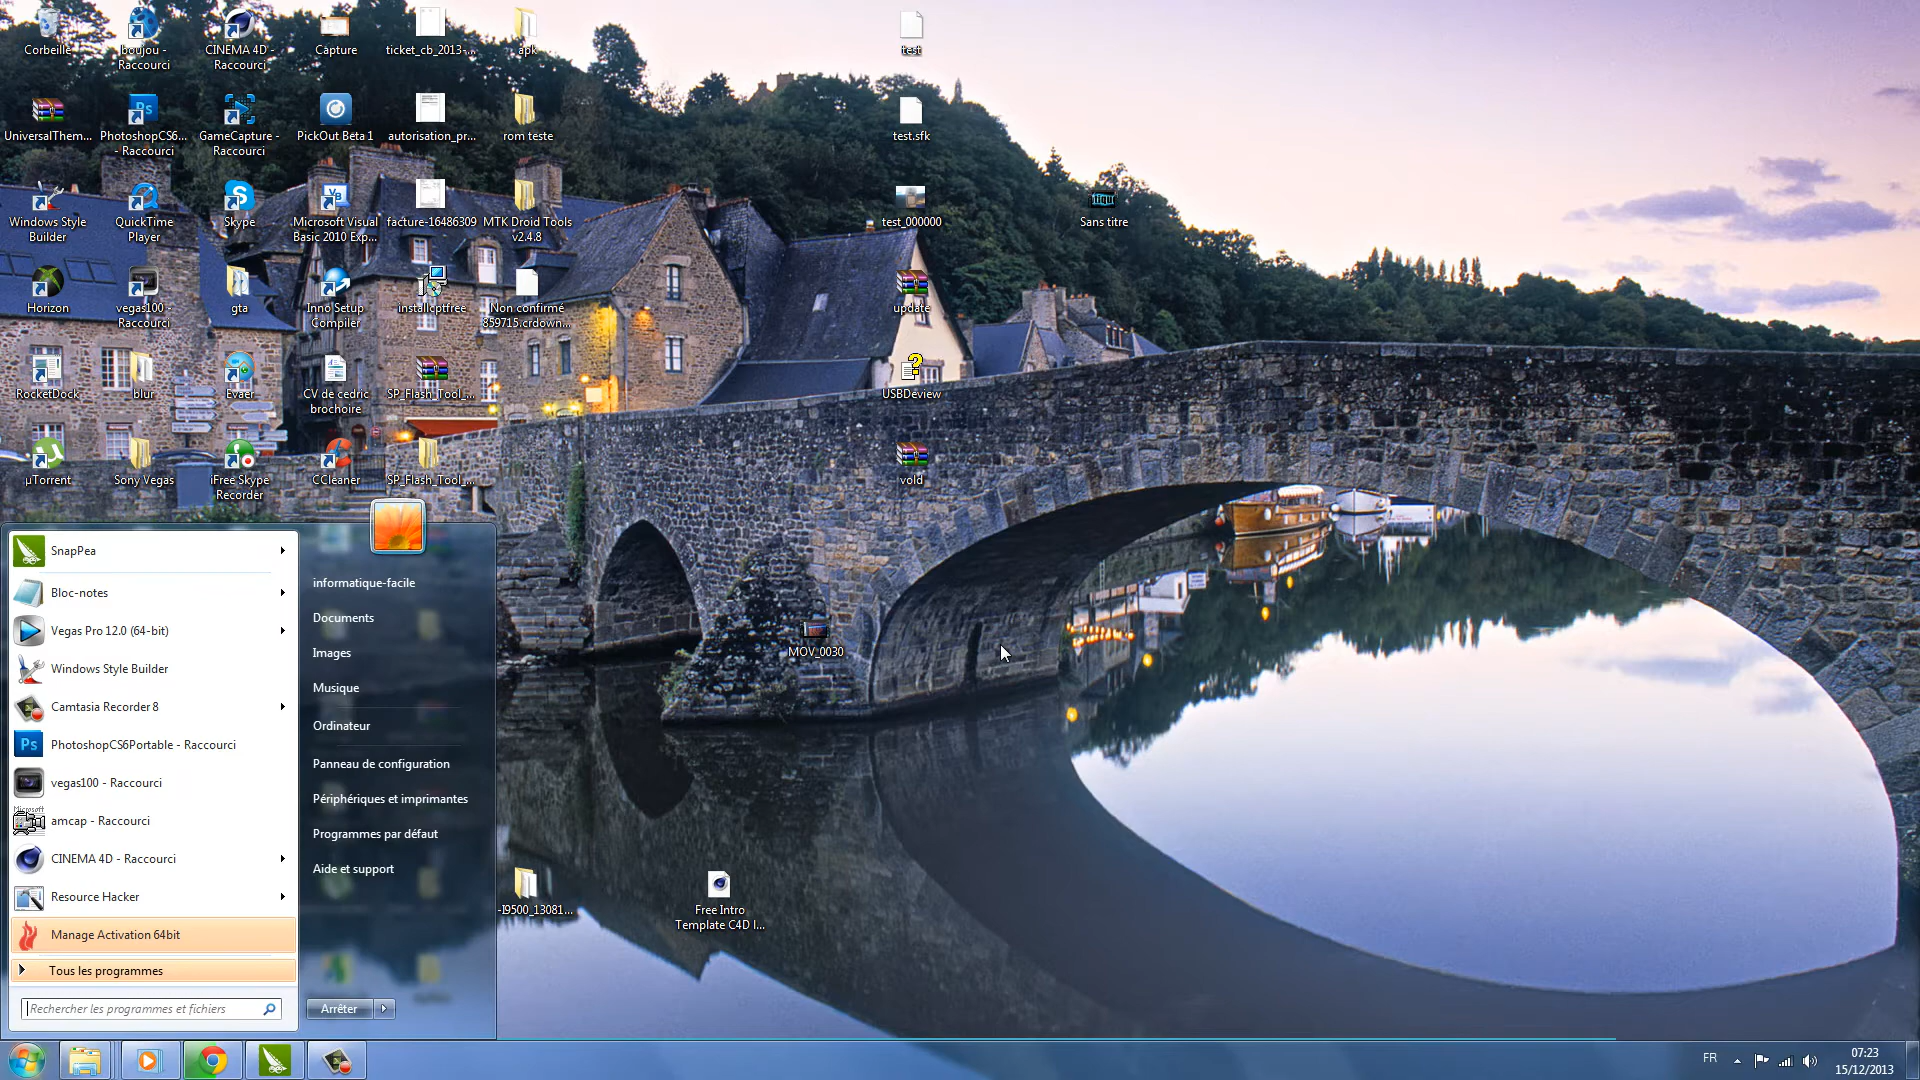 Corbeille
boujou -
Raccourci
CINEMA 4D -
Raccourci
Capture
ticket_cb_2013-...
apk
test
UniversalThem...
PhotoshopCS6...
- Raccourci
GameCapture -
Raccourci
PickOut Beta 1
autorisation_pr...
rom teste
test.sfk
Windows Style
Builder
QuickTime
Player
Skype
Microsoft Visual
Basic 2010 Exp...
facture-16486309
MTK Droid Tools
v2.4.8
test_000000
Sans titre
Horizon
vegas100 -
Raccourci
gta
Inno Setup
Compiler
installeptfree
Non confirmé
859715.crdown...
update
RocketDock
blur
Evaer
CV de cedric
brochoire
SP_Flash_Tool_...
USBDeview
µTorrent
Sony Vegas
iFree Skype
Recorder
CCleaner
SP_Flash_Tool_...
vold
MOV_0030
-I9500_13081...
Free Intro
Template C4D I...
SnapPea
Bloc-notes
Vegas Pro 12.0 (64-bit)
Windows Style Builder
Camtasia Recorder 8
Ps
PhotoshopCS6Portable - Raccourci
vegas100 - Raccourci
Microsoft
amcap - Raccourci
CINEMA 4D - Raccourci
Resource Hacker
Manage Activation 64bit
Tous les programmes
Rechercher les programmes et fichiers
informatique-facile
Documents
Images
Musique
Ordinateur
Panneau de configuration
Périphériques et imprimantes
Programmes par défaut
Aide et support
Arrêter
FR
07:23
15/12/2013